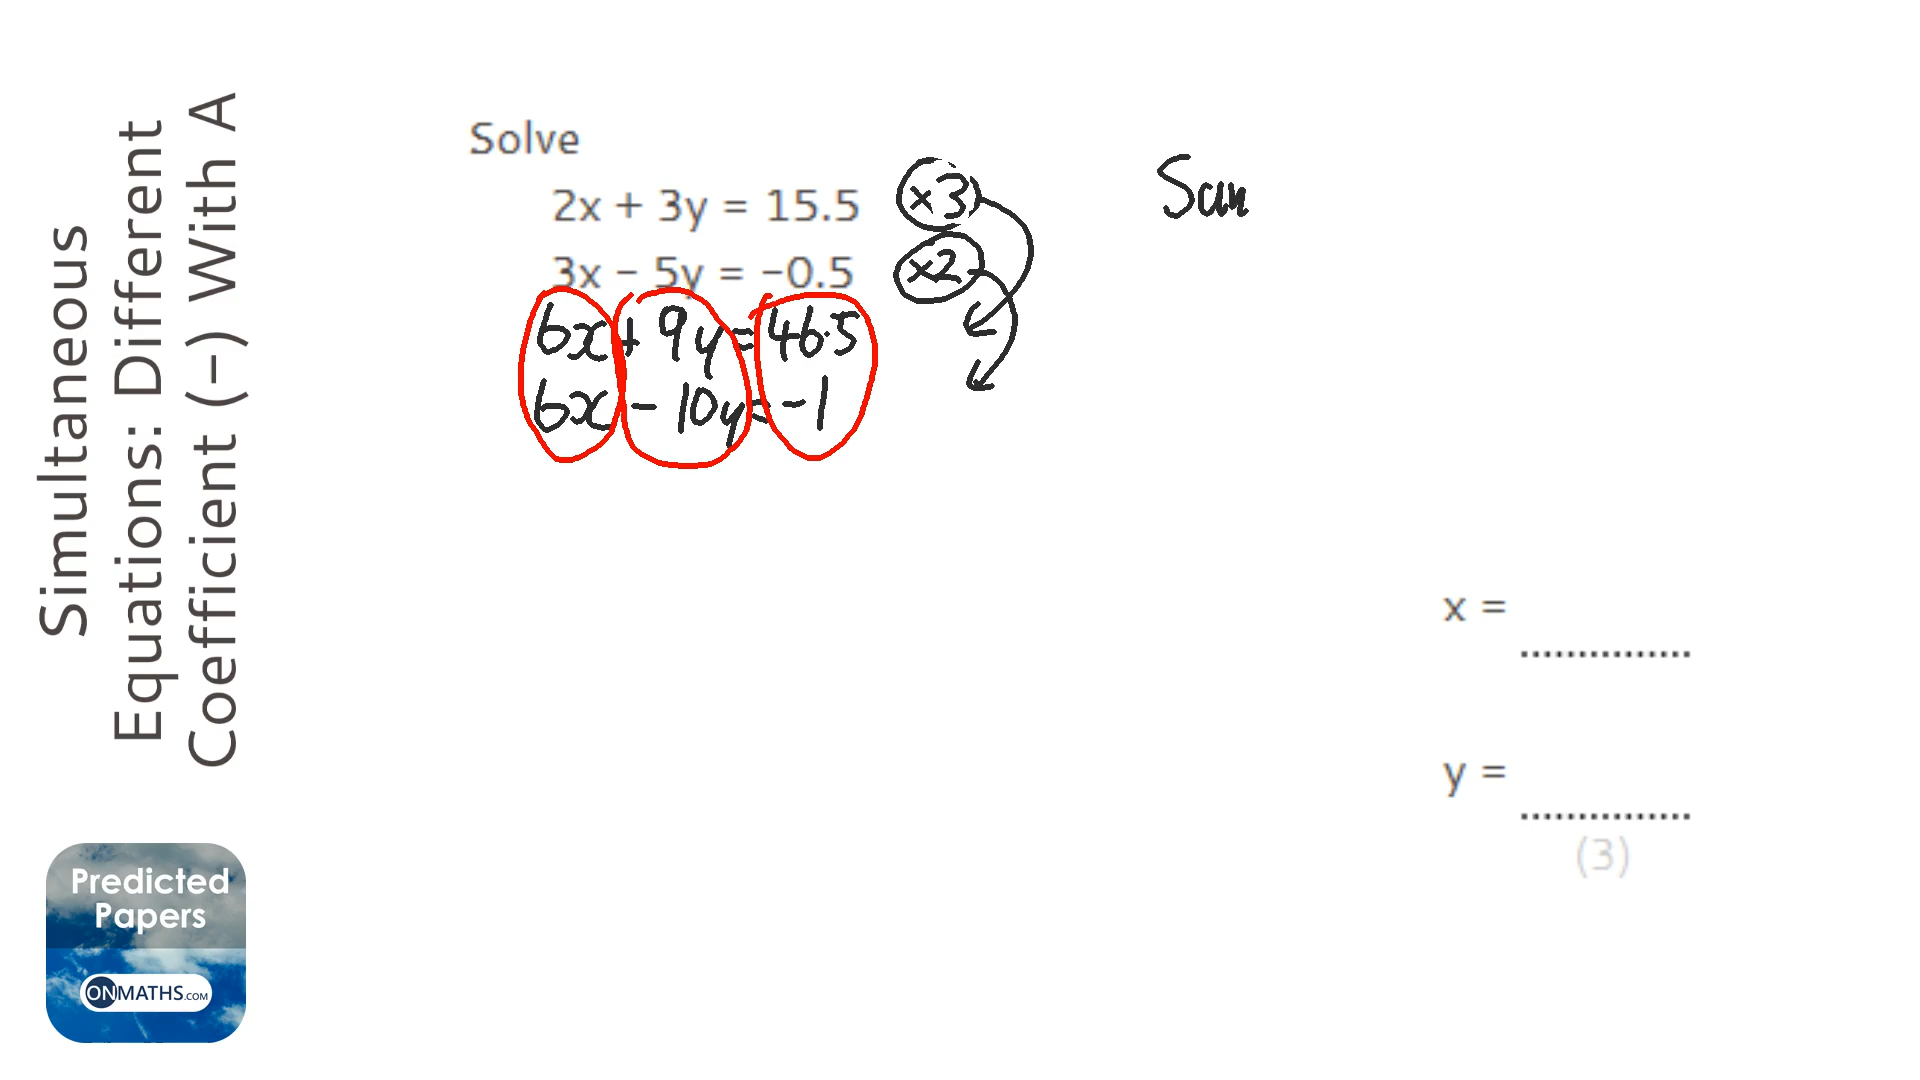 Simultaneous
Equations: Different
Coefficient (−) With A
Solve
2x + 3y = 15.5 ×3
3x − 5y = −0.5 ×2
6x + 9y = 46.5
6x − 10y = −1
x =
y =
(3)
Predicted
Papers
ONMATHS.COM